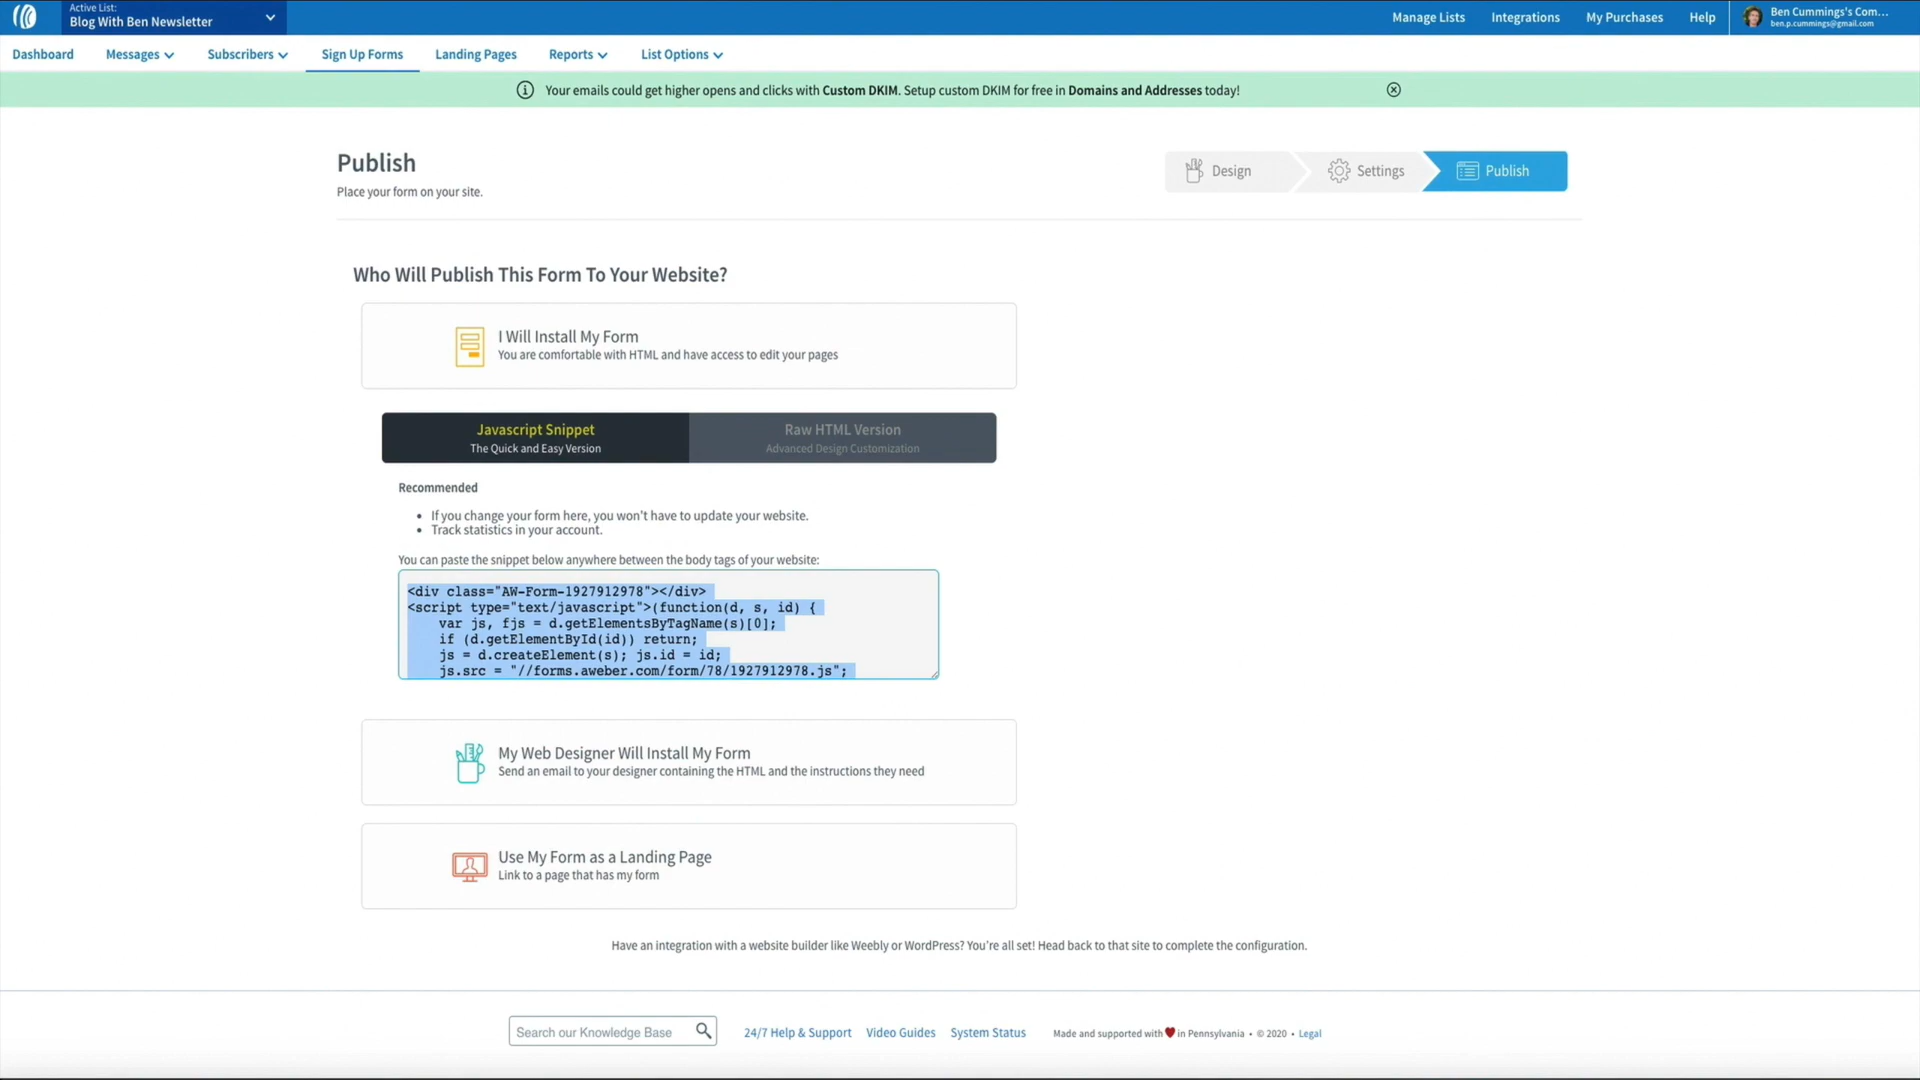 Active List:
Blog With Ben Newsletter
Manage Lists
Integrations
My Purchases
Help
Ben Cummings's Com...
ben.p.cummings@gmail.com
Dashboard
Messages
Subscribers
Sign Up Forms
Landing Pages
Reports
List Options
Your emails could get higher opens and clicks with Custom DKIM. Setup custom DKIM for free in Domains and Addresses today!
Publish
Place your form on your site.
Design
Settings
Publish
Who Will Publish This Form To Your Website?
I Will Install My Form
You are comfortable with HTML and have access to edit your pages
Javascript Snippet
The Quick and Easy Version
Raw HTML Version
Advanced Design Customization
Recommended
• If you change your form here, you won't have to update your website.
• Track statistics in your account.
You can paste the snippet below anywhere between the body tags of your website:
<div class="AW-Form-1927912978"></div>
<script type="text/javascript">(function(d, s, id) {
var js, fjs = d.getElementsByTagName(s)[0];
if (d.getElementById(id)) return;
js = d.createElement(s); js.id = id;
js.src = "//forms.aweber.com/form/78/1927912978.js";
My Web Designer Will Install My Form
Send an email to your designer containing the HTML and the instructions they need
Use My Form as a Landing Page
Link to a page that has my form
Have an integration with a website builder like Weebly or WordPress? You're all set! Head back to that site to complete the configuration.
Search our Knowledge Base
24/7 Help & Support
Video Guides
System Status
Made and supported with ♥ in Pennsylvania • © 2020 • Legal